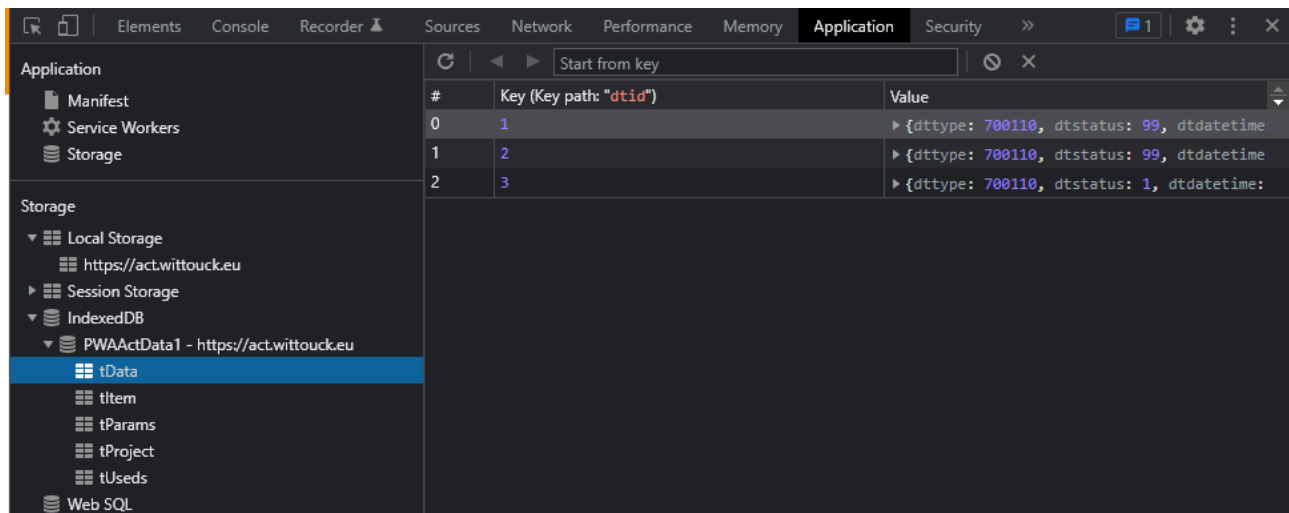 Elements Console Recorder Sources Network Performance Memory Application Security » 1
Application
Manifest
Service Workers
Storage
Storage
Local Storage
https://act.wittouck.eu
Session Storage
IndexedDB
PWAActData1 - https://act.wittouck.eu
tData
tItem
tParams
tProject
tUseds
Web SQL
Start from key
# Key (Key path: "dtid") Value
0 1 {dttype: 700110, dtstatus: 99, dtdatetime
1 2 {dttype: 700110, dtstatus: 99, dtdatetime
2 3 {dttype: 700110, dtstatus: 1, dtdatetime: